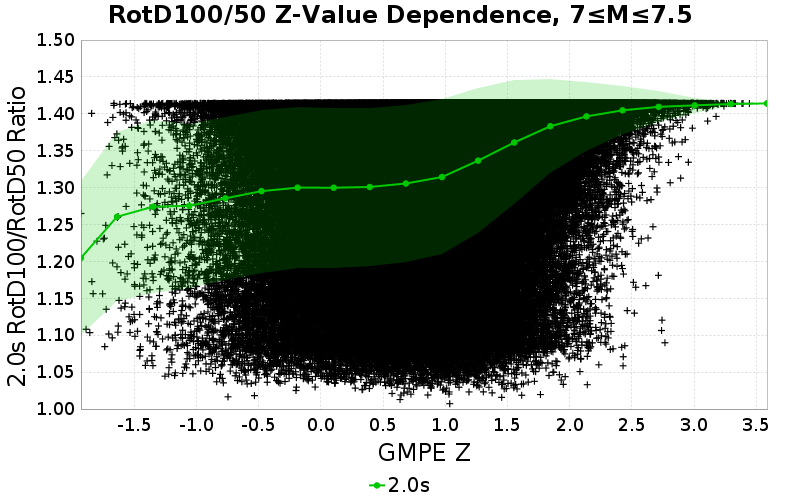 RotD100/50 Z-Value Dependence, 7≤M≤7.5
2.0s RotD100/RotD50 Ratio
1.50
1.45
1.40
1.35
1.30
1.25
1.20
1.15
1.10
1.05
1.00
-1.5 -1.0 -0.5 0.0 0.5 1.0 1.5 2.0 2.5 3.0 3.5
GMPE Z
2.0s